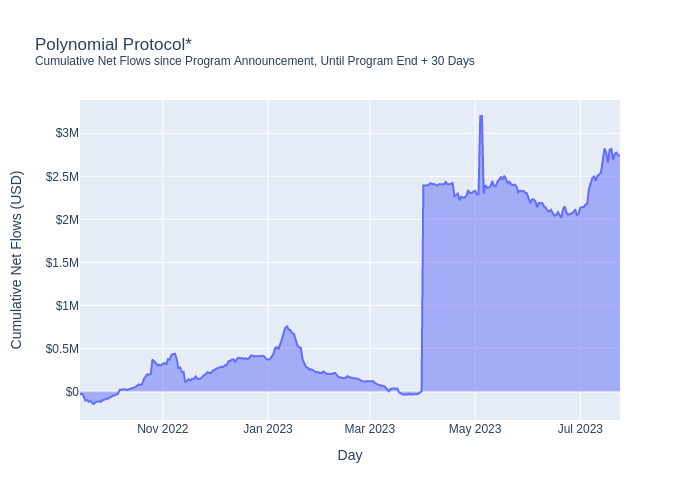 Polynomial Protocol*
Cumulative Net Flows since Program Announcement, Until Program End + 30 Days
Cumulative Net Flows (USD)
$3M
$2.5M
$2M
$1.5M
$1M
$0.5M
$0
Nov 2022
Jan 2023
Mar 2023
May 2023
Jul 2023
Day